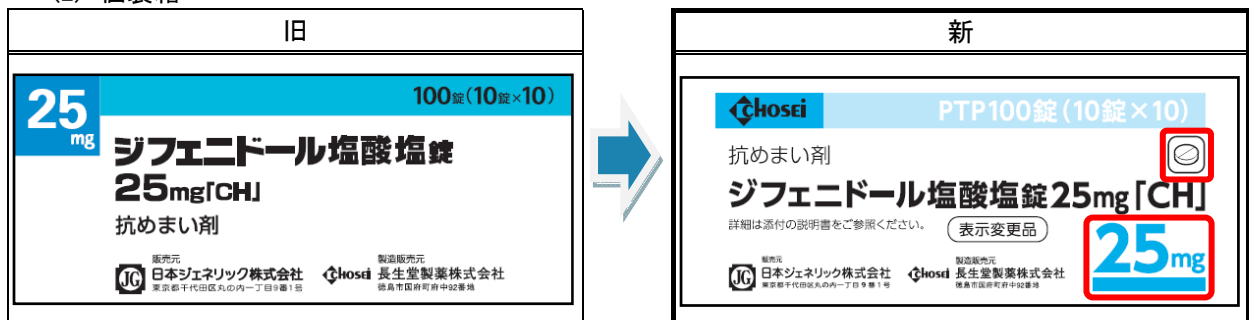 (2) 個装箱
旧
25
mg
100錠(10錠×10)
ジフェニドール塩酸塩錠
25mg「CH」
抗めまい剤
販売元
JG 日本ジェネリック株式会社
東京都千代田区丸の内一丁目9番1号
製造販売元
Chosei 長生堂製薬株式会社
徳島市国府町府中92番地
新
Chosei
PTP100錠(10錠×10)
抗めまい剤
ジフェニドール塩酸塩錠25mg「CH」
詳細は添付の説明書をご参照ください。
表示変更品
25mg
販売元
JG 日本ジェネリック株式会社
東京都千代田区丸の内一丁目9番1号
製造販売元
Chosei 長生堂製薬株式会社
徳島市国府町府中92番地